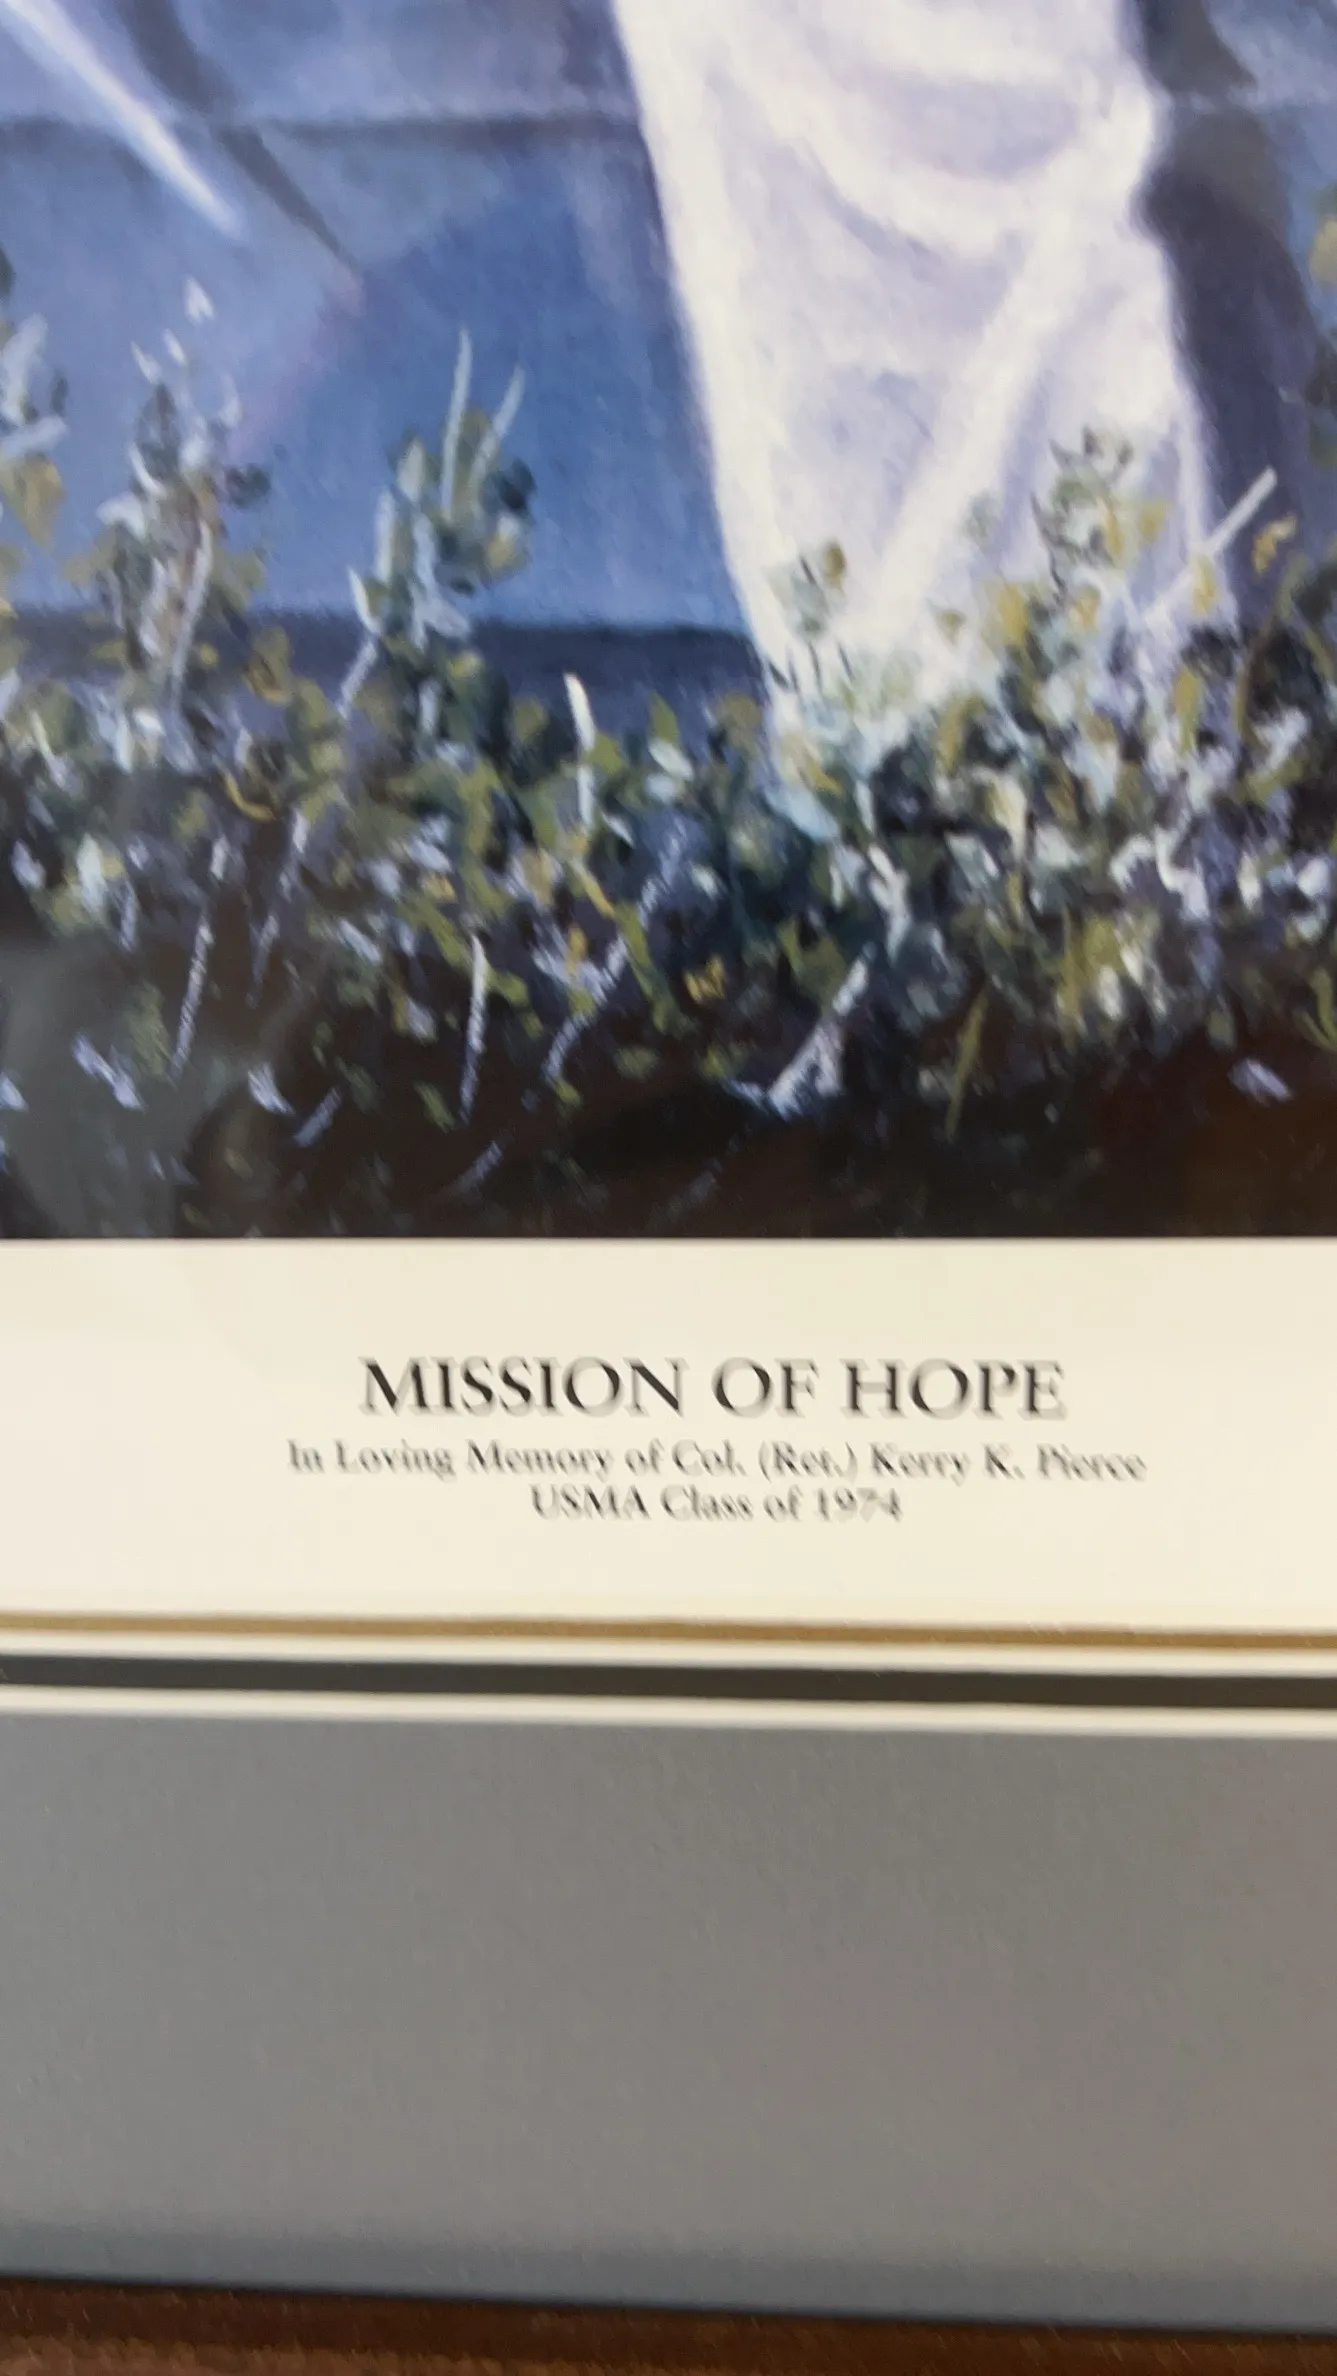 MISSION OF HOPE
In Loving Memory of Col. (Ret.) Kerry K. Pierce
USMA Class of 1974